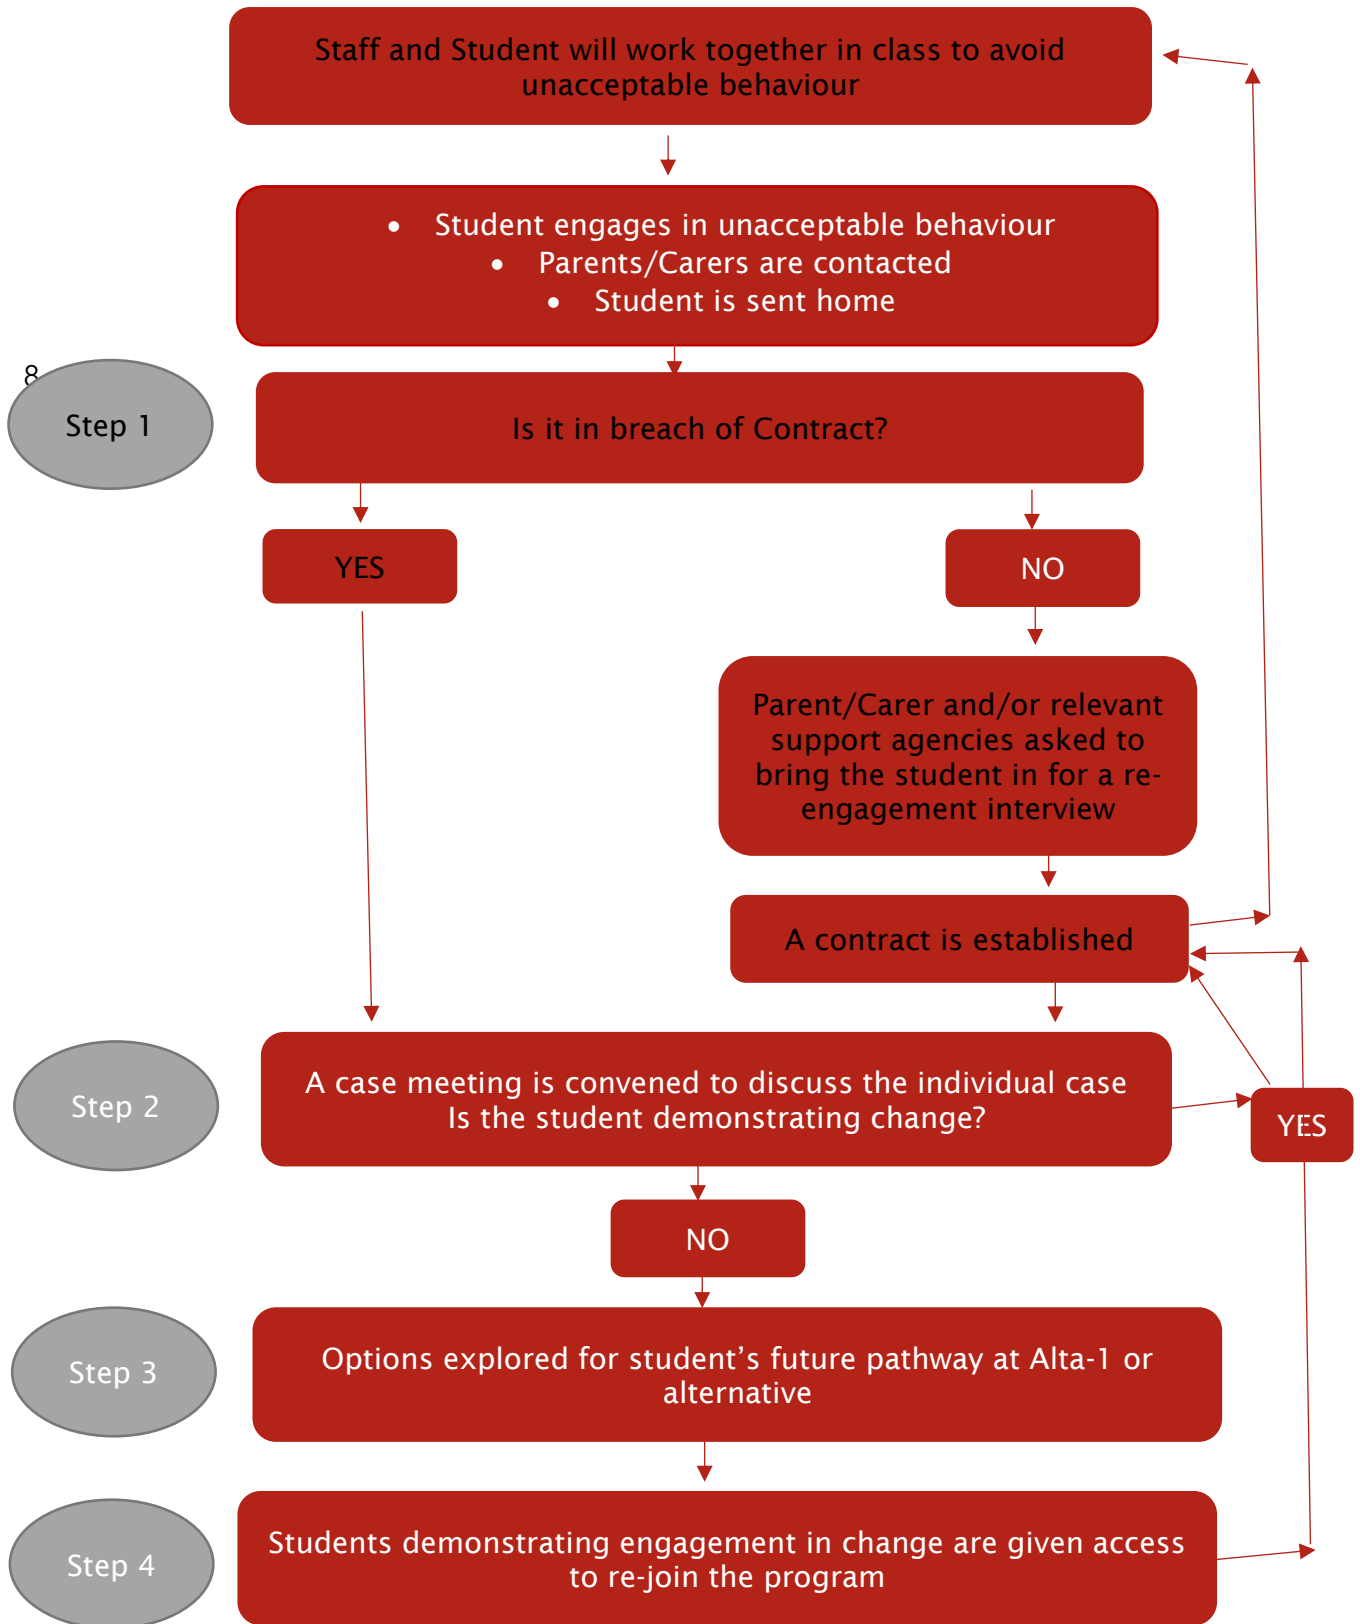 Staff and Student will work together in class to avoid
unacceptable behaviour
• Student engages in unacceptable behaviour
• Parents/Carers are contacted
• Student is sent home
8
Step 1
Is it in breach of Contract?
YES
NO
Parent/Carer and/or relevant
support agencies asked to
bring the student in for a re-
engagement interview
A contract is established
Step 2
A case meeting is convened to discuss the individual case
Is the student demonstrating change?
YES
NO
Step 3
Options explored for student’s future pathway at Alta-1 or
alternative
Step 4
Students demonstrating engagement in change are given access
to re-join the program